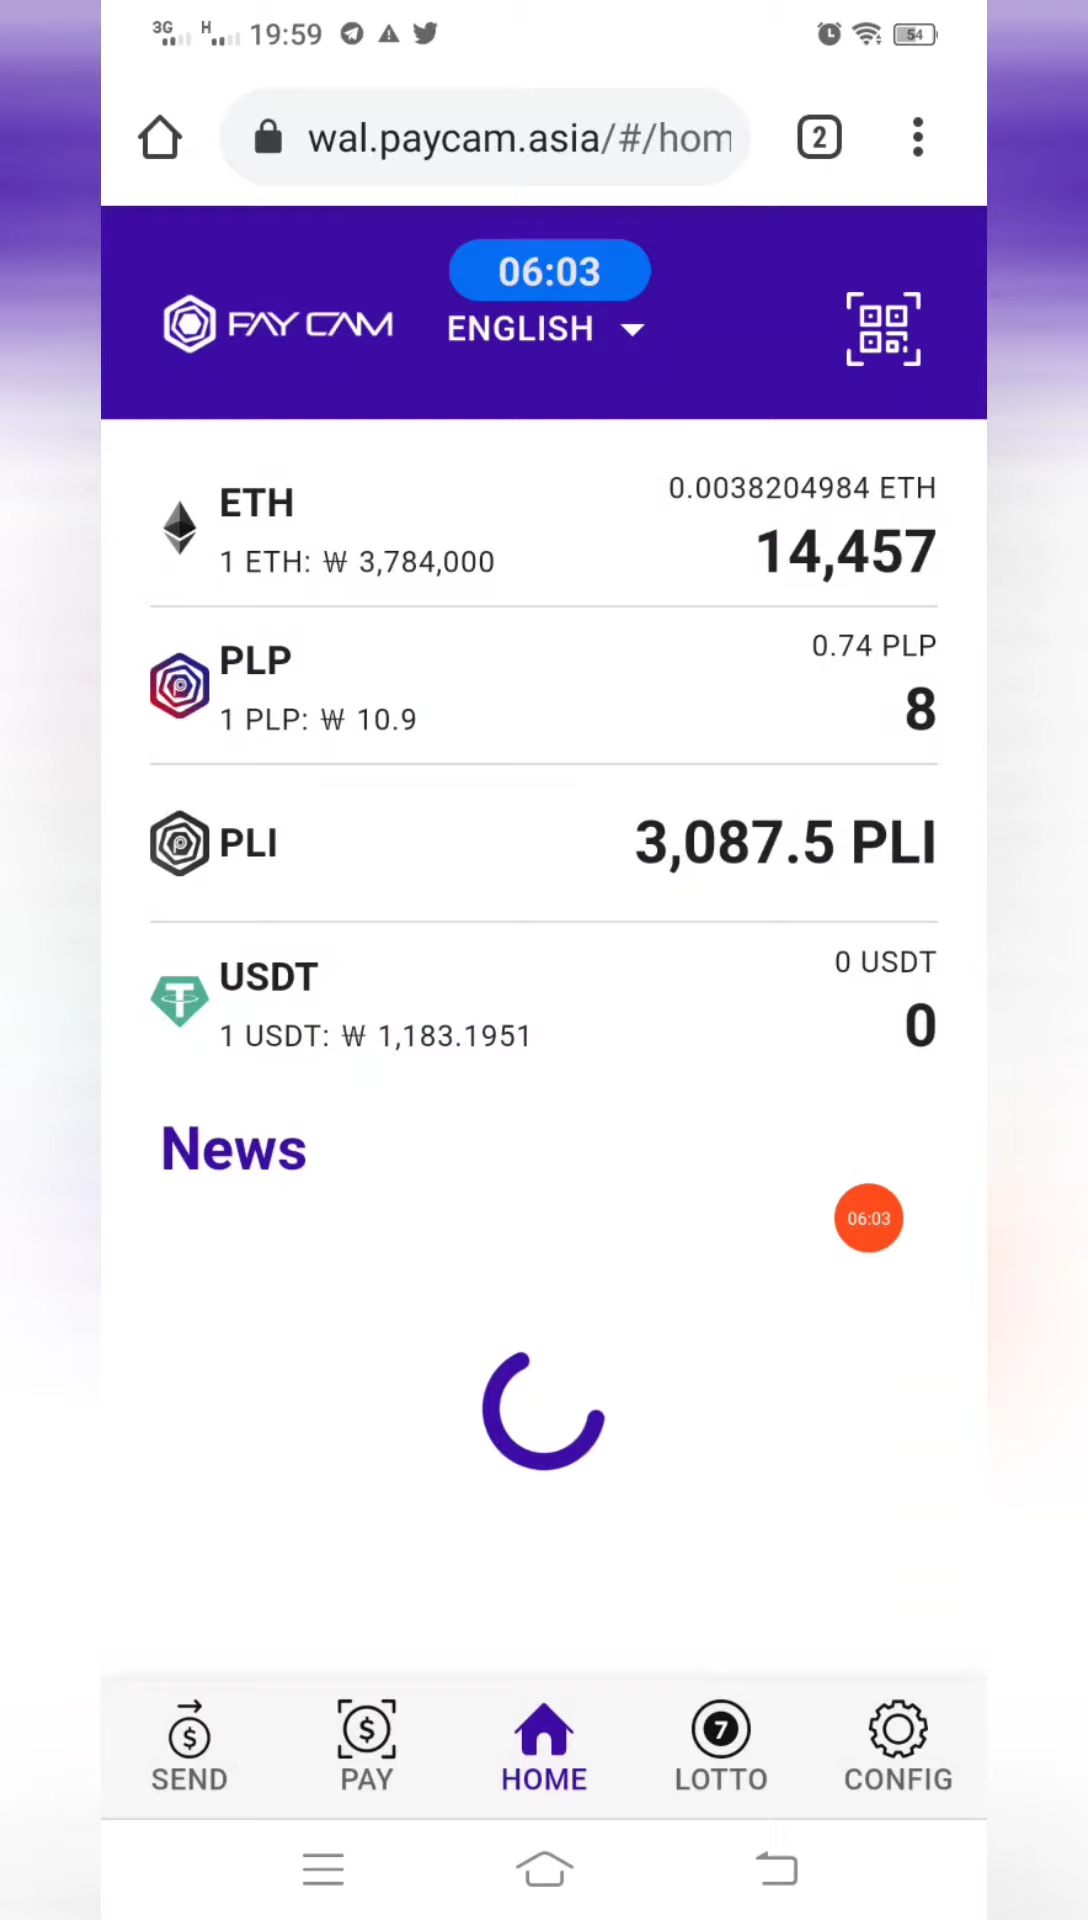 3G H 19:59 54
wal.paycam.asia/#/hom 2
06:03
PAY CAM ENGLISH
ETH 0.0038204984 ETH
1 ETH: ₩ 3,784,000 14,457
PLP 0.74 PLP
1 PLP: ₩ 10.9 8
PLI 3,087.5 PLI
USDT 0 USDT
1 USDT: ₩ 1,183.1951 0
News
06:03
SEND PAY HOME LOTTO CONFIG